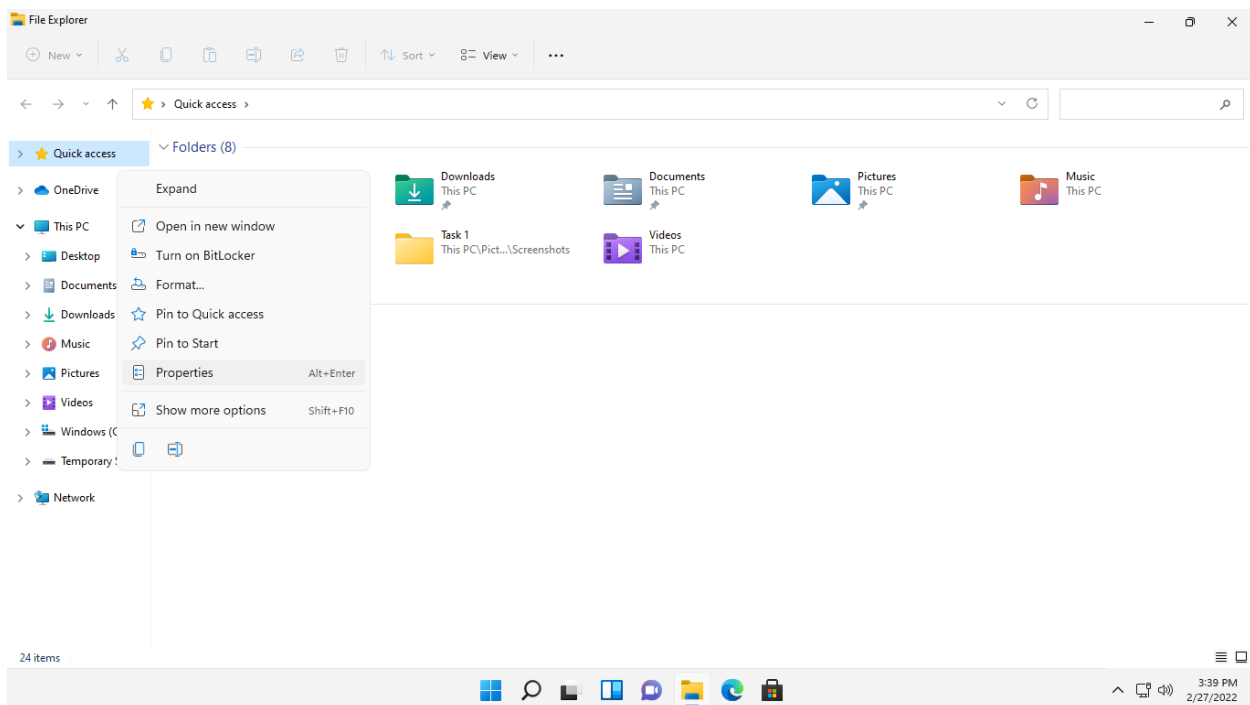 File Explorer
New
Sort
View
Quick access
Folders (8)
Quick access
OneDrive
This PC
Desktop
Documents
Downloads
Music
Pictures
Videos
Windows (C
Temporary S
Network
Expand
Open in new window
Turn on BitLocker
Format...
Pin to Quick access
Pin to Start
Properties Alt+Enter
Show more options Shift+F10
Downloads
This PC
Documents
This PC
Pictures
This PC
Music
This PC
Task 1
This PC\Pict...\Screenshots
Videos
This PC
24 items
3:39 PM
2/27/2022